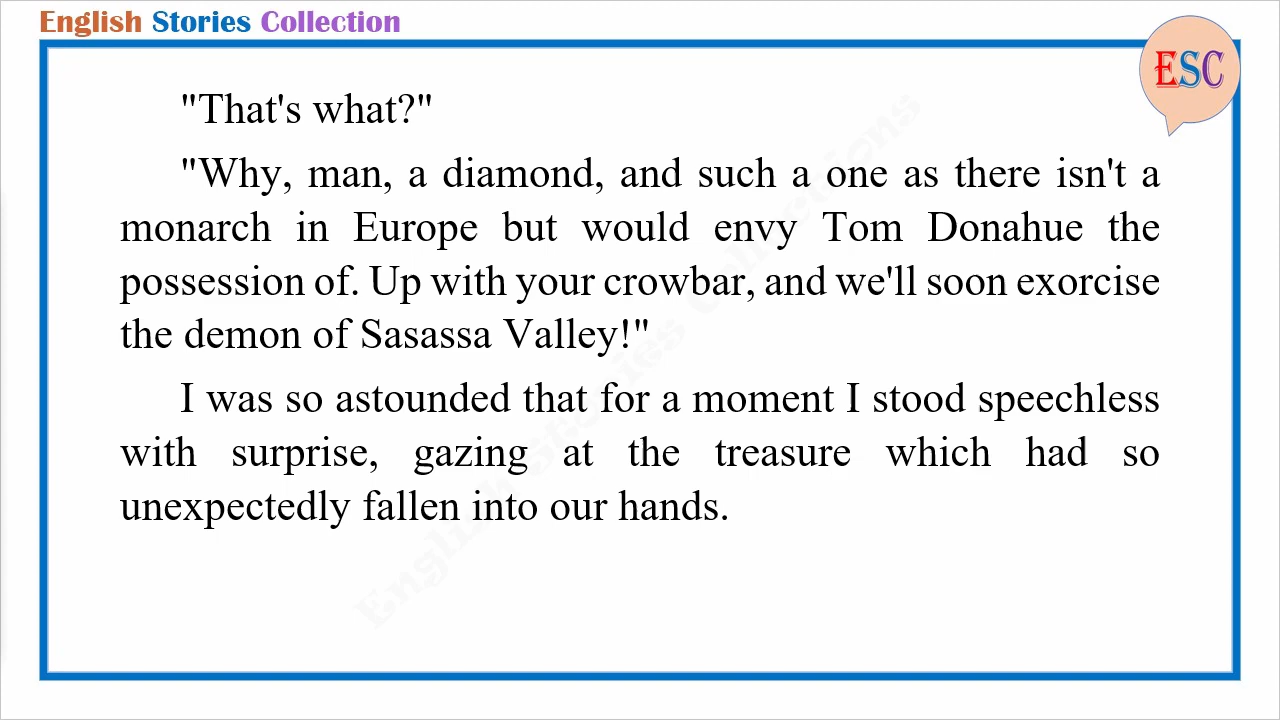 English Stories Collection
ESC
"That's what?"
"Why, man, a diamond, and such a one as there isn't a
monarch in Europe but would envy Tom Donahue the
possession of. Up with your crowbar, and we'll soon exorcise
the demon of Sasassa Valley!"
I was so astounded that for a moment I stood speechless
with surprise, gazing at the treasure which had so
unexpectedly fallen into our hands.
English Stories Collections